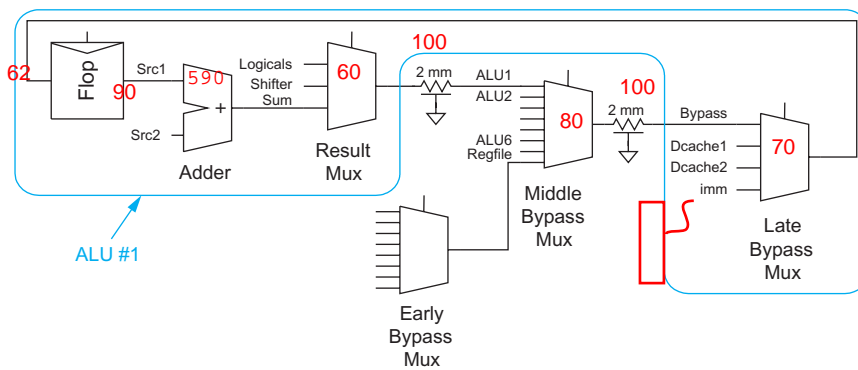 62
Flop
90
Src1
590
+
Src2
Adder
Logicals
Shifter
Sum
60
Result
Mux
100
2 mm
ALU1
ALU2
ALU6
Regfile
80
Middle
Bypass
Mux
100
2 mm
Bypass
Dcache1
Dcache2
imm
70
Late
Bypass
Mux
ALU #1
Early
Bypass
Mux